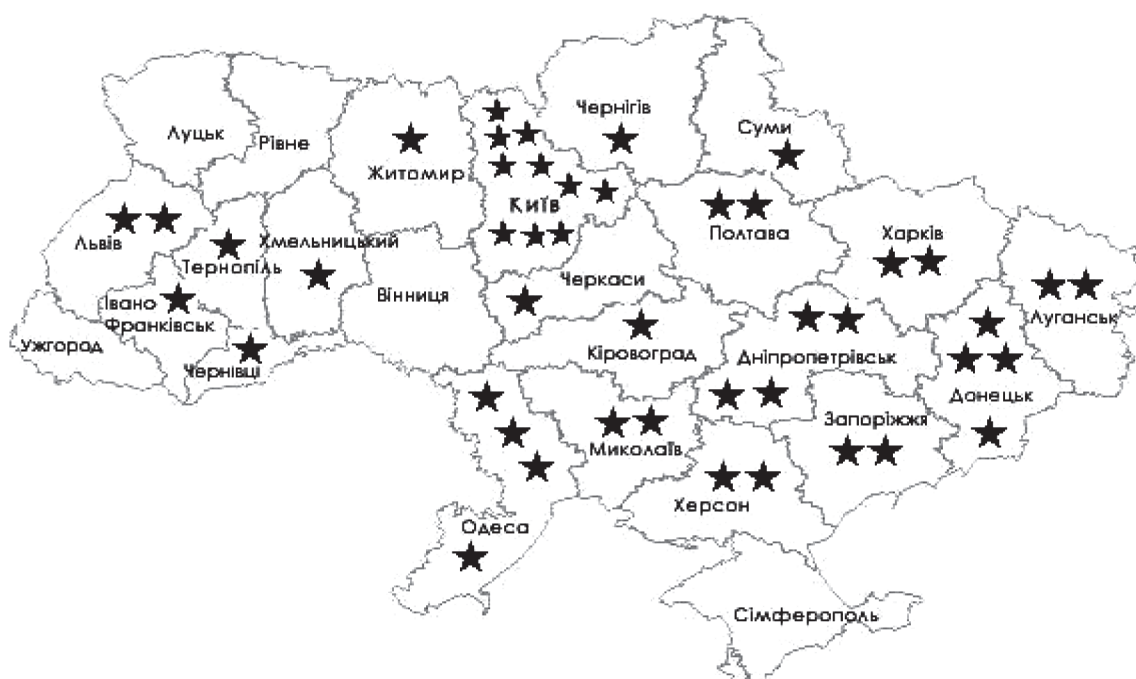 Чернігів
Суми
Луцьк
Рівне
Житомир
Київ
Львів
Тернопіль
Хмельницький
Полтава
Харків
Черкаси
Вінниця
Івано
Франківськ
Луганськ
Ужгород
Чернівці
Кіровоград
Дніпропетрівськ
Донецьк
Запоріжжя
Миколаїв
Херсон
Одеса
Сімферополь